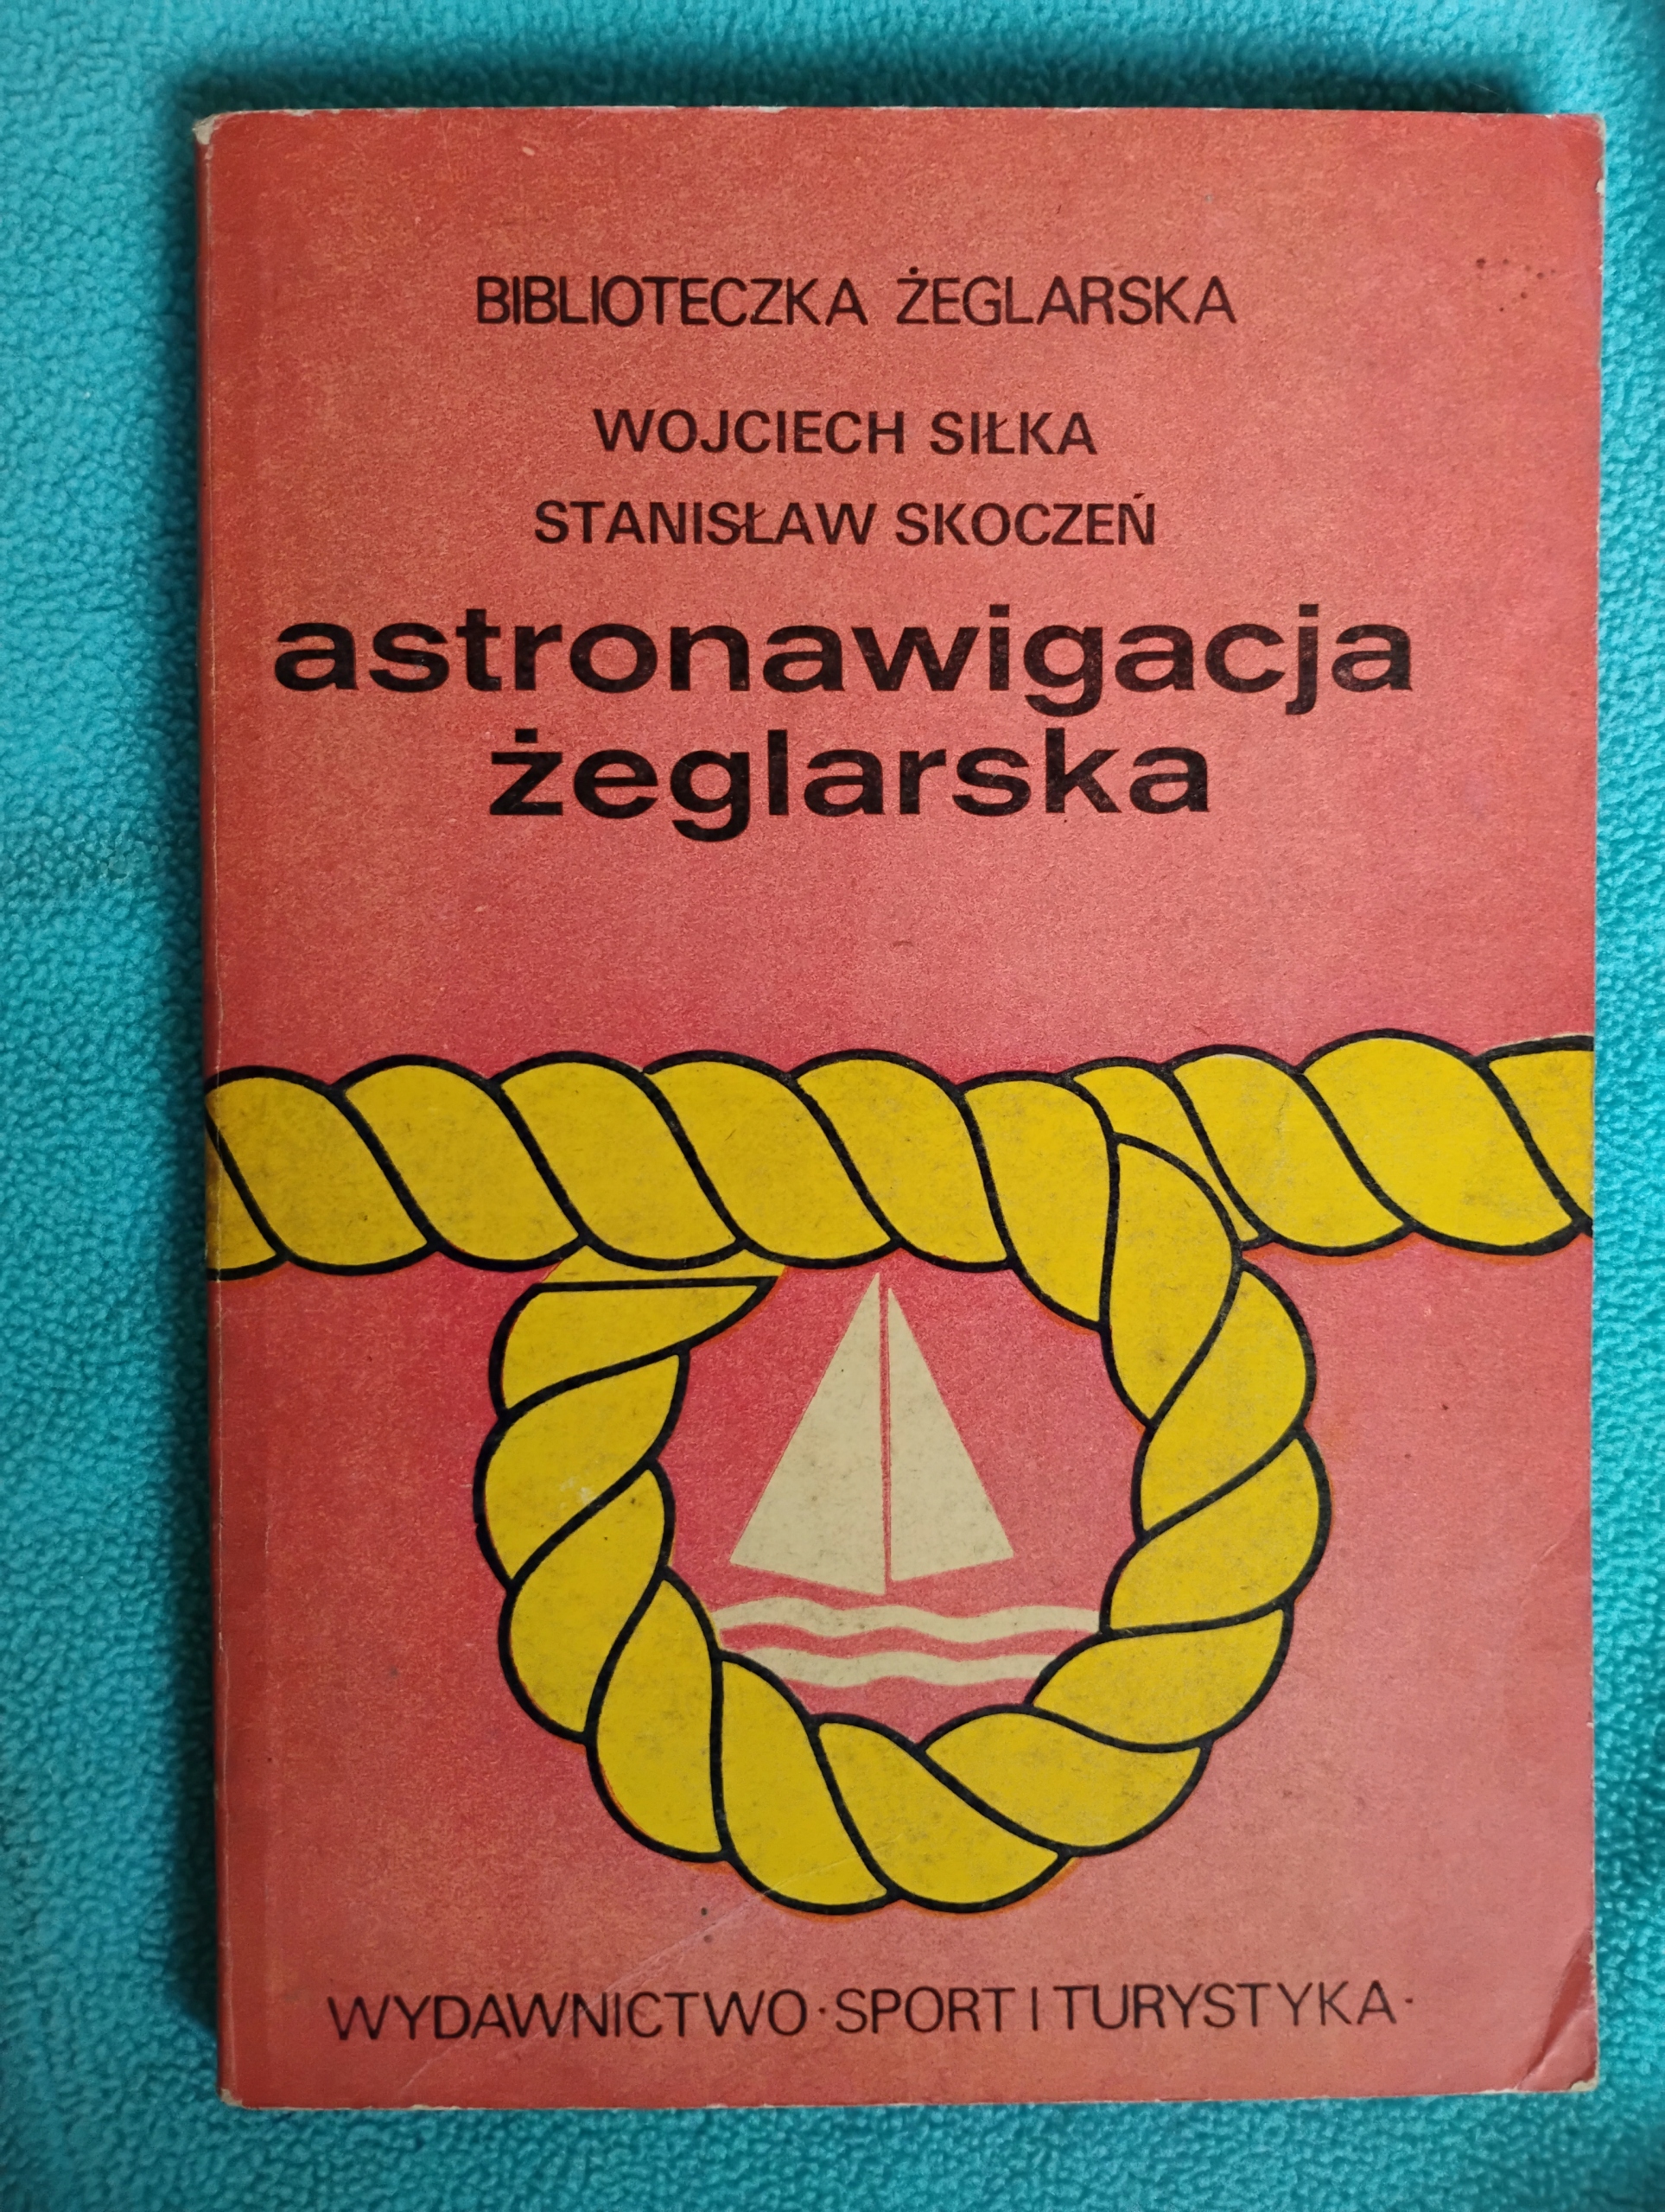 BIBLIOTECZKA ŻEGLARSKA
WOJCIECH SIŁKA
STANISŁAW SKOCZEŃ
astronawigacja
żeglarska
WYDAWNICTWO · SPORT I TURYSTYKA ·